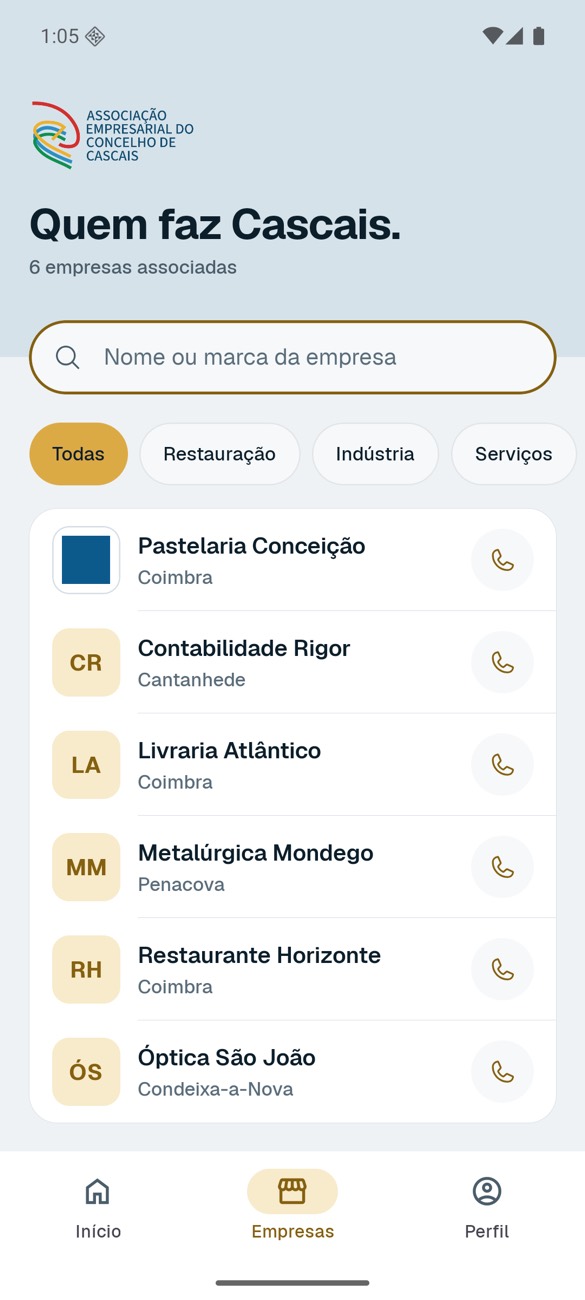 1:05
ASSOCIAÇÃO
EMPRESARIAL DO
CONCELHO DE
CASCAIS
Quem faz Cascais.
6 empresas associadas
Nome ou marca da empresa
Todas
Restauração
Indústria
Serviços
Pastelaria Conceição
Coimbra
CR
Contabilidade Rigor
Cantanhede
LA
Livraria Atlântico
Coimbra
MM
Metalúrgica Mondego
Penacova
RH
Restaurante Horizonte
Coimbra
ÓS
Óptica São João
Condeixa-a-Nova
Início
Empresas
Perfil